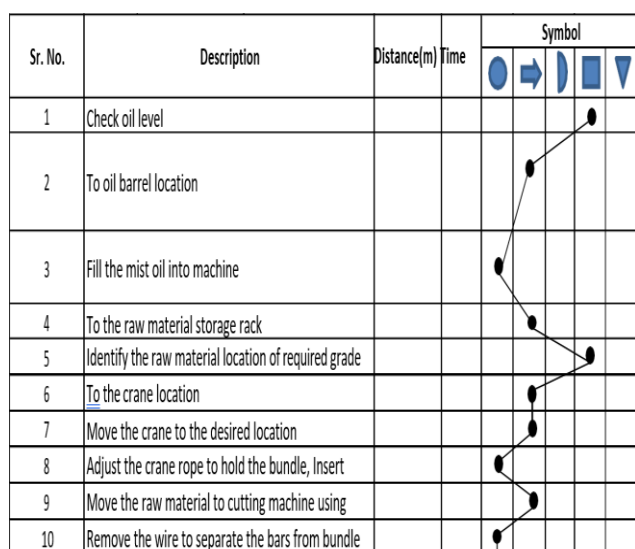 Sr. No. Description Distance(m) Time Symbol
1 Check oil level
2 To oil barrel location
3 Fill the mist oil into machine
4 To the raw material storage rack
5 Identify the raw material location of required grade
6 To the crane location
7 Move the crane to the desired location
8 Adjust the crane rope to hold the bundle, Insert
9 Move the raw material to cutting machine using
10 Remove the wire to separate the bars from bundle